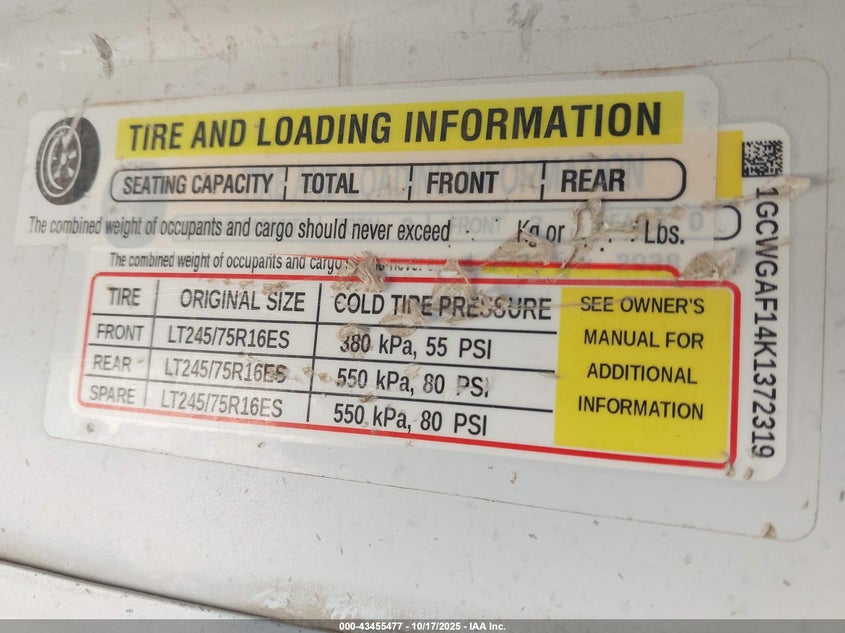 TIRE AND LOADING INFORMATION
SEATING CAPACITY TOTAL FRONT REAR
The combined weight of occupants and cargo should never exceed Kg or Lbs.
The combined weight of occupants and cargo
TIRE ORIGINAL SIZE COLD TIRE PRESSURE
FRONT LT245/75R16ES 380 kPa, 55 PSI
REAR LT245/75R16ES 550 kPa, 80 PSI
SPARE LT245/75R16ES 550 kPa, 80 PSI
SEE OWNER'S
MANUAL FOR
ADDITIONAL
INFORMATION
1GCWGAF14K1372319
000-43455477 - 10/17/2025 - IAA Inc.